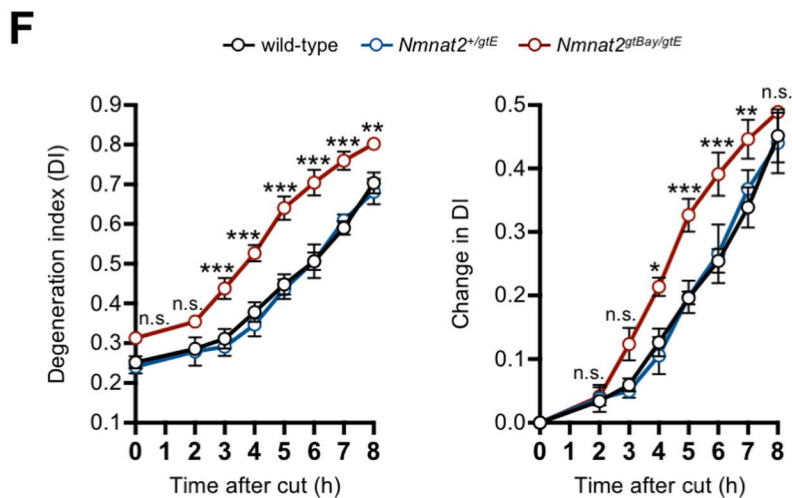 F
wild-type Nmnat2+/gtE Nmnat2gtBay/gtE
Degeneration index (DI)
0.9
0.8
0.7
0.6
0.5
0.4
0.3
0.2
0.1
n.s. n.s. *** *** *** *** *** **
0 1 2 3 4 5 6 7 8
Time after cut (h)
Change in DI
0.5
0.4
0.3
0.2
0.1
0.0
n.s. n.s. * *** *** ** n.s.
0 1 2 3 4 5 6 7 8
Time after cut (h)